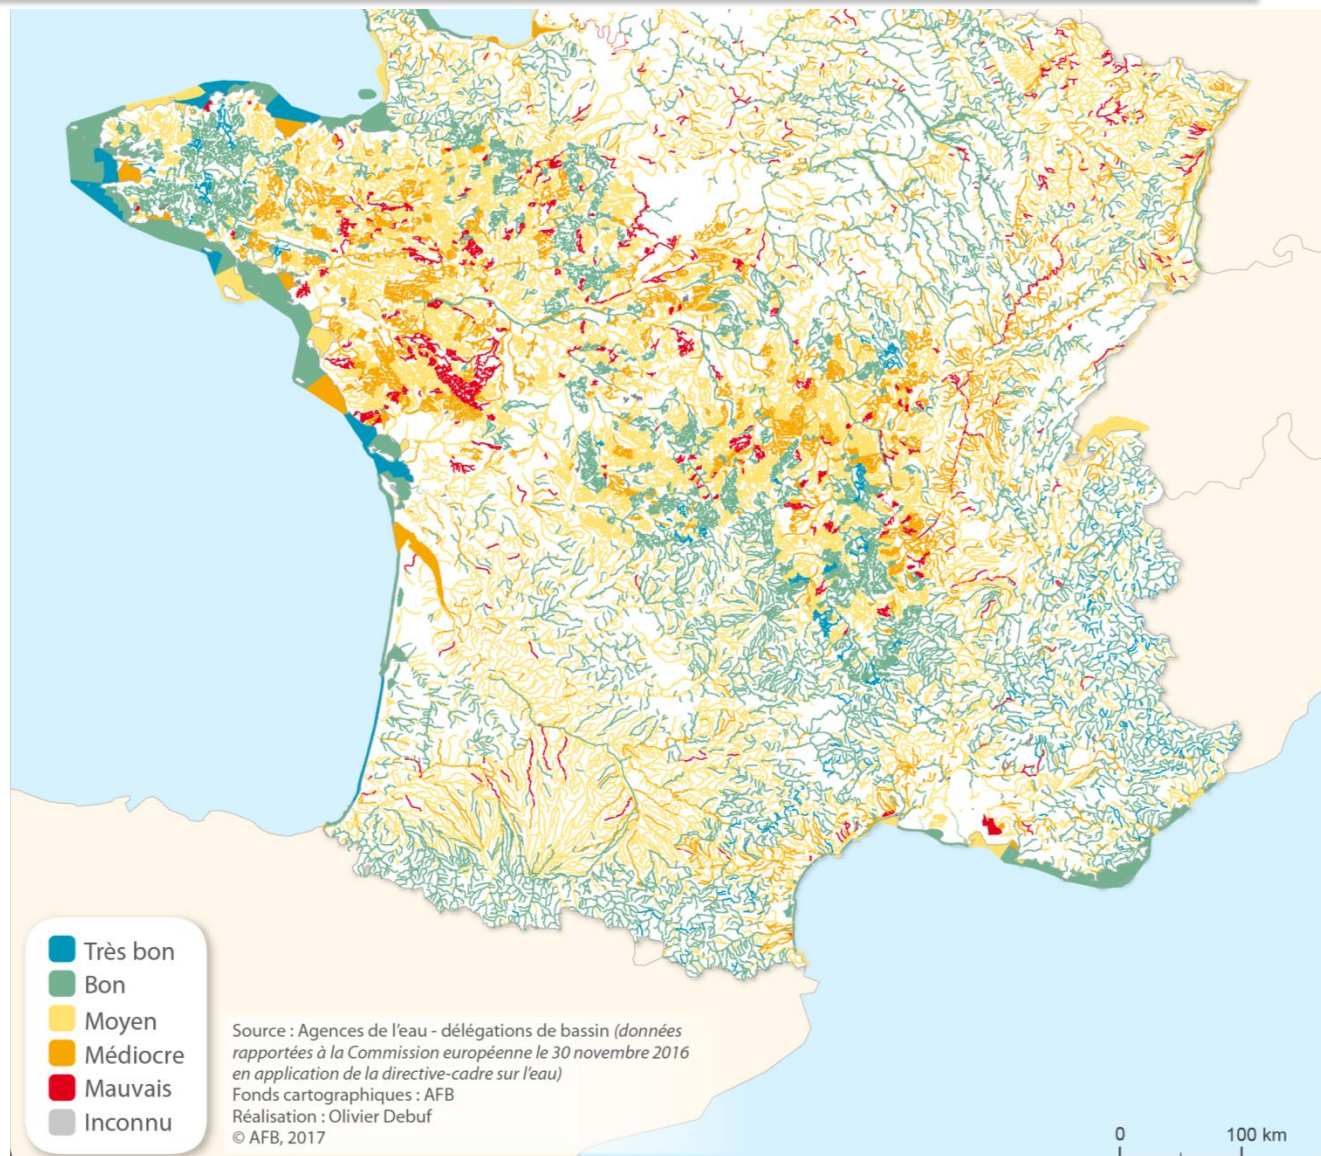 Très bon
Bon
Moyen
Médiocre
Mauvais
Inconnu
Source : Agences de l'eau - délégations de bassin (données
rapportées à la Commission européenne le 30 novembre 2016
en application de la directive-cadre sur l'eau)
Fonds cartographiques : AFB
Réalisation : Olivier Debuf
© AFB, 2017
0 100 km